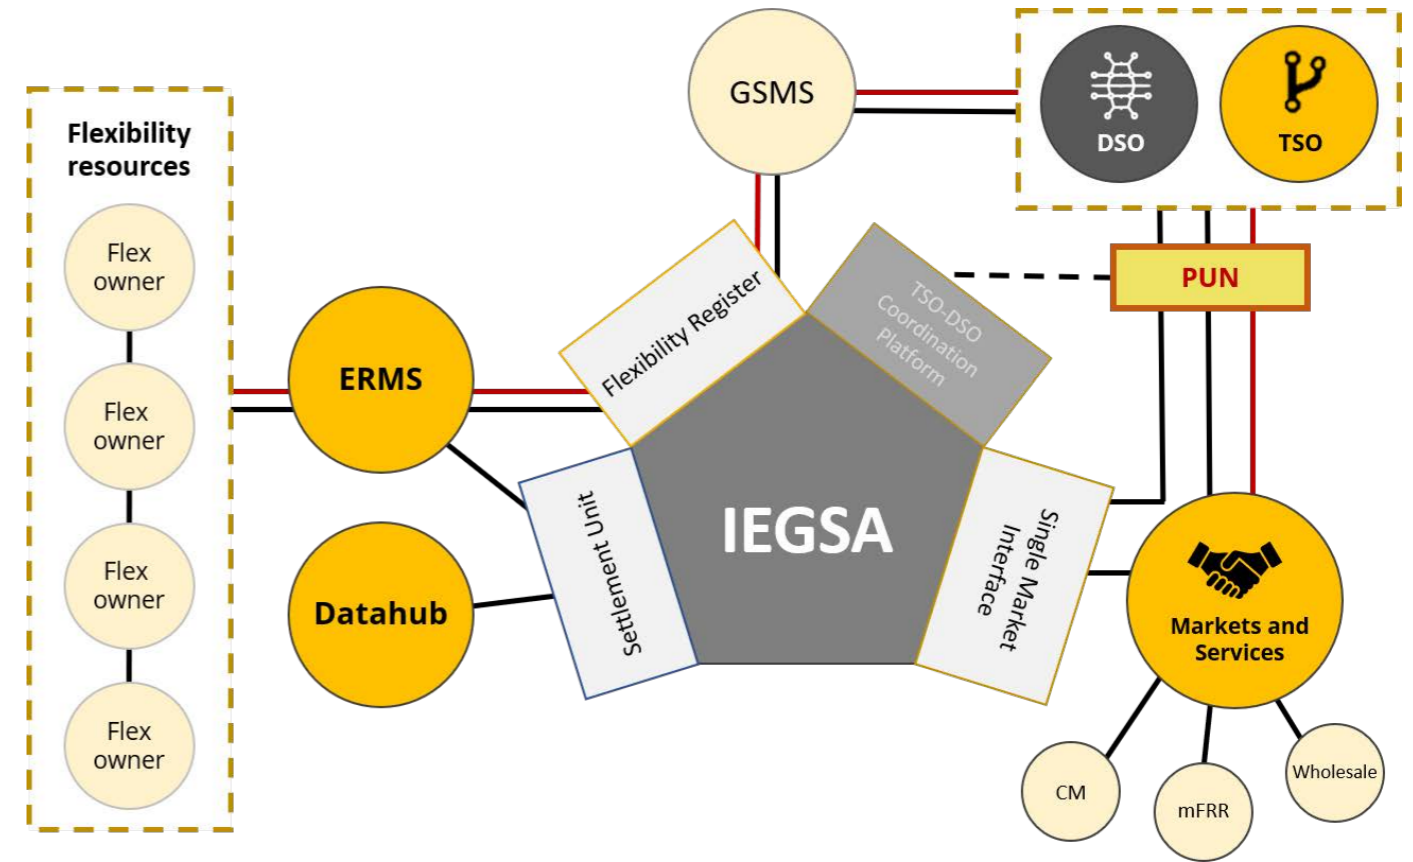 GSMS
DSO
TSO
Flexibility
resources
Flex
owner
Flex
owner
Flex
owner
Flex
owner
PUN
Flexibility Register
TSO-DSO
Coordination
Platform
ERMS
IEGSA
Settlement Unit
Single Market
Interface
Datahub
Markets and
Services
CM
mFRR
Wholesale